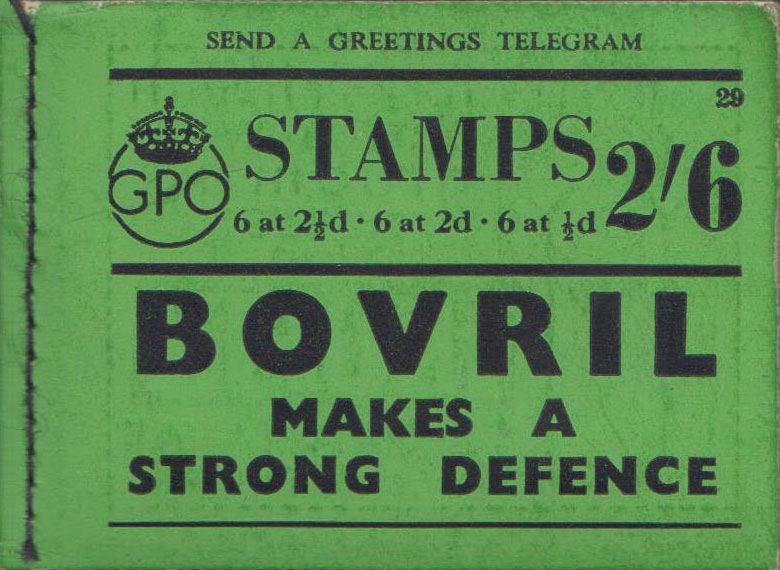 SEND A GREETINGS TELEGRAM
29
GPO
STAMPS 2/6
6 at 2½d · 6 at 2d · 6 at ½d
BOVRIL
MAKES A
STRONG DEFENCE